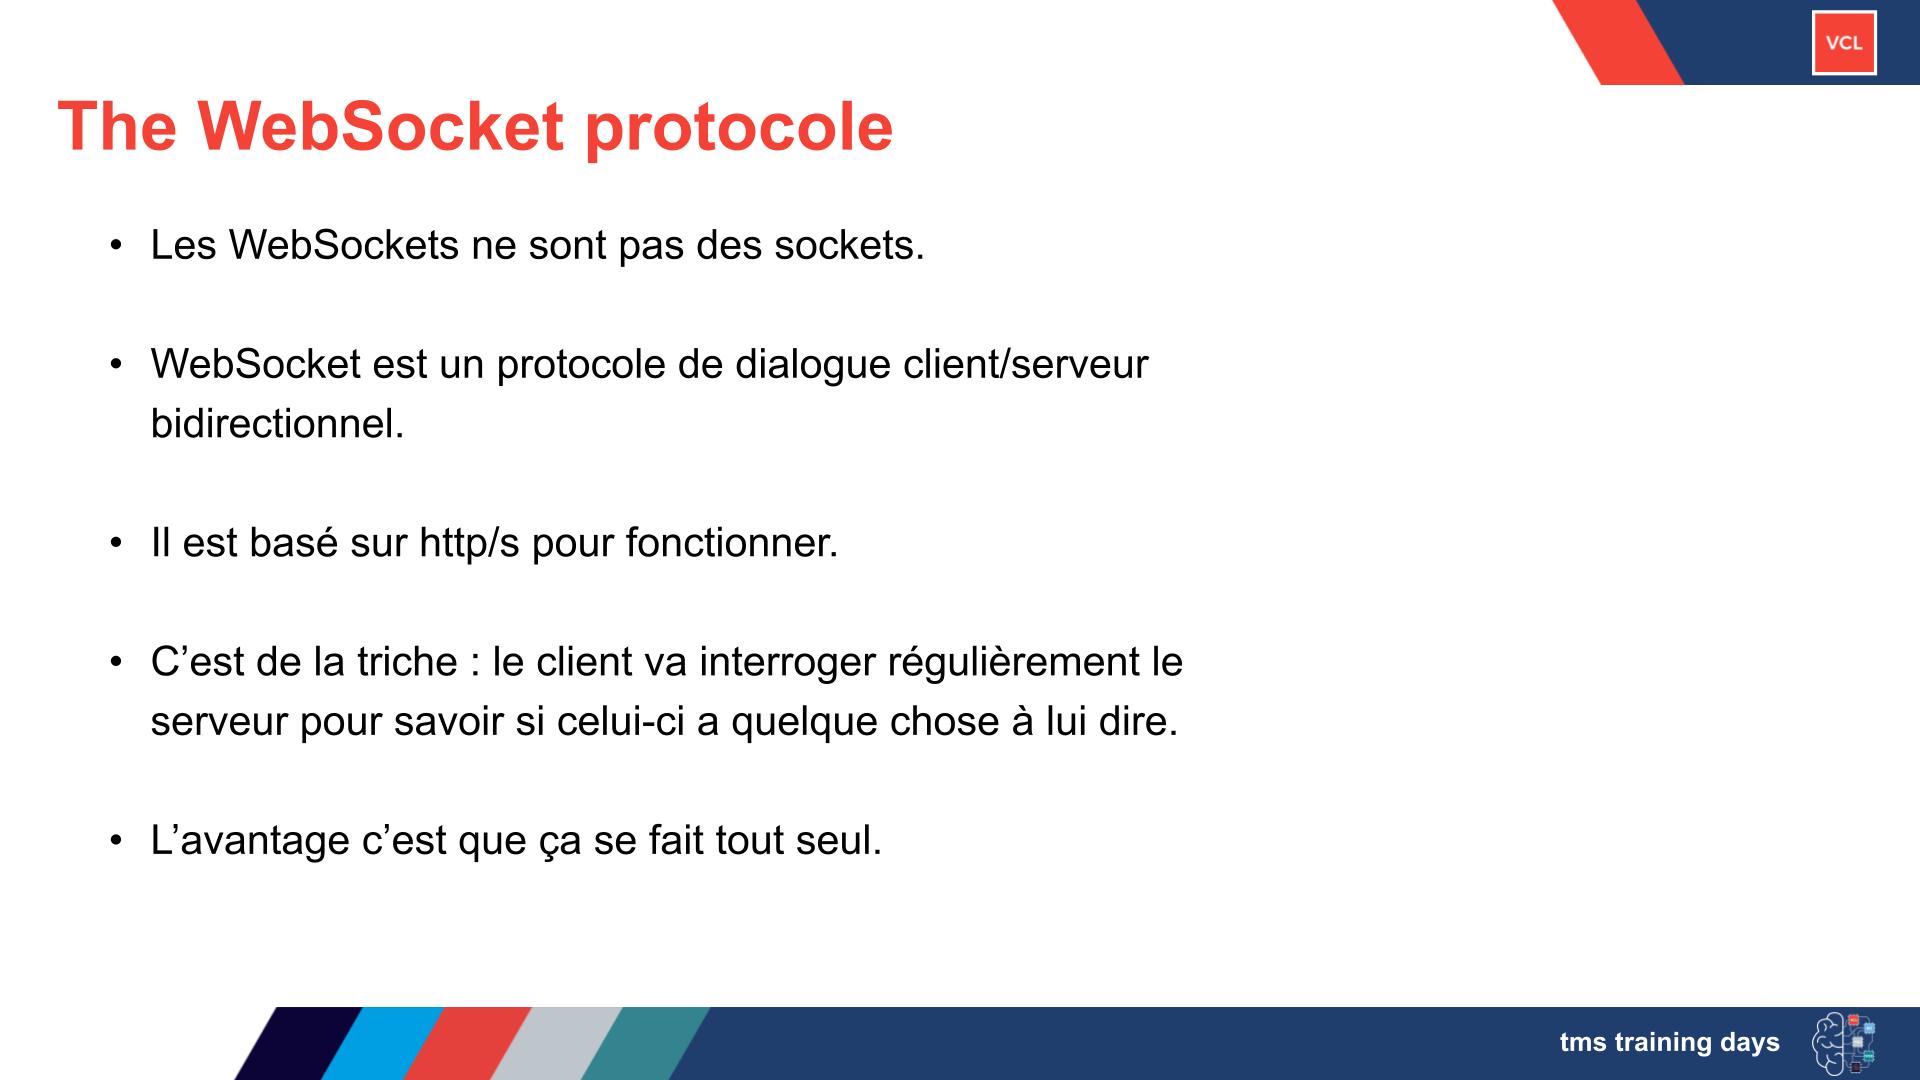 VCL
The WebSocket protocole
• Les WebSockets ne sont pas des sockets.
• WebSocket est un protocole de dialogue client/serveur
bidirectionnel.
• Il est basé sur http/s pour fonctionner.
• C’est de la triche : le client va interroger régulièrement le
serveur pour savoir si celui-ci a quelque chose à lui dire.
• L’avantage c’est que ça se fait tout seul.
tms training days